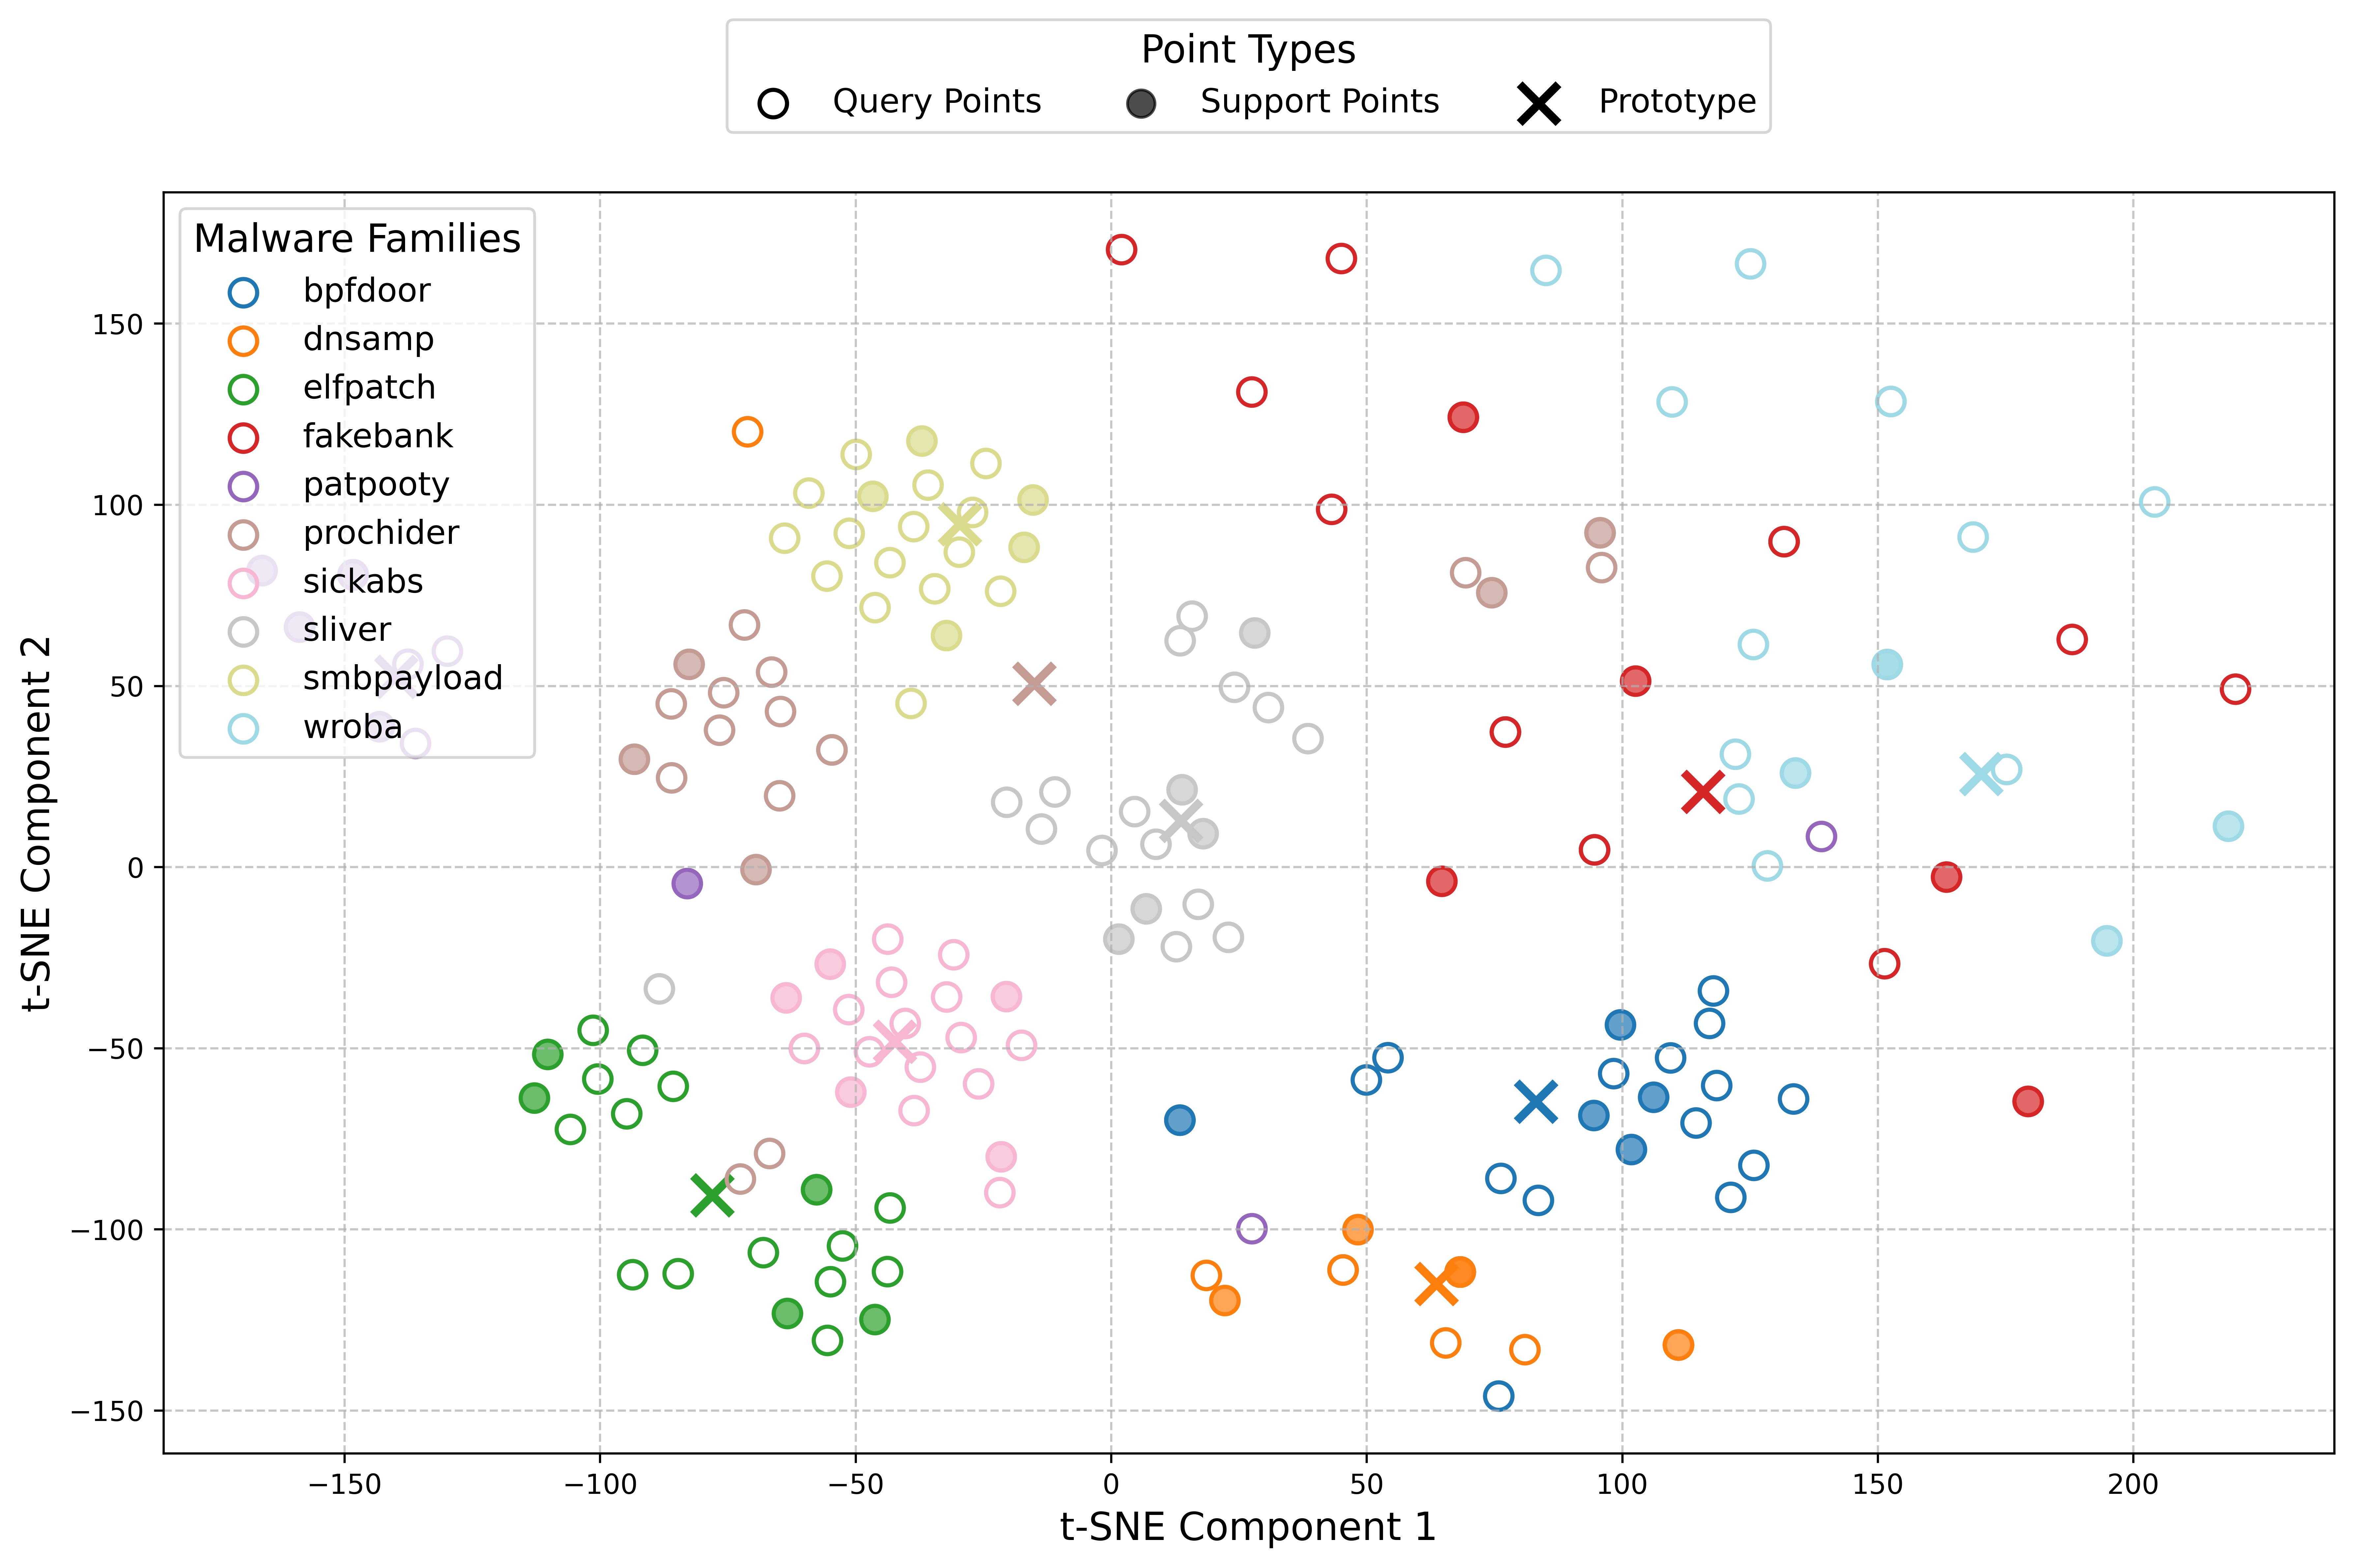 Point Types
Query Points Support Points Prototype
Malware Families
bpfdoor
dnsamp
elfpatch
fakebank
patpooty
prochider
sickabs
sliver
smbpayload
wroba
150
100
50
0
−50
−100
−150
t-SNE Component 2
−150 −100 −50 0 50 100 150 200
t-SNE Component 1